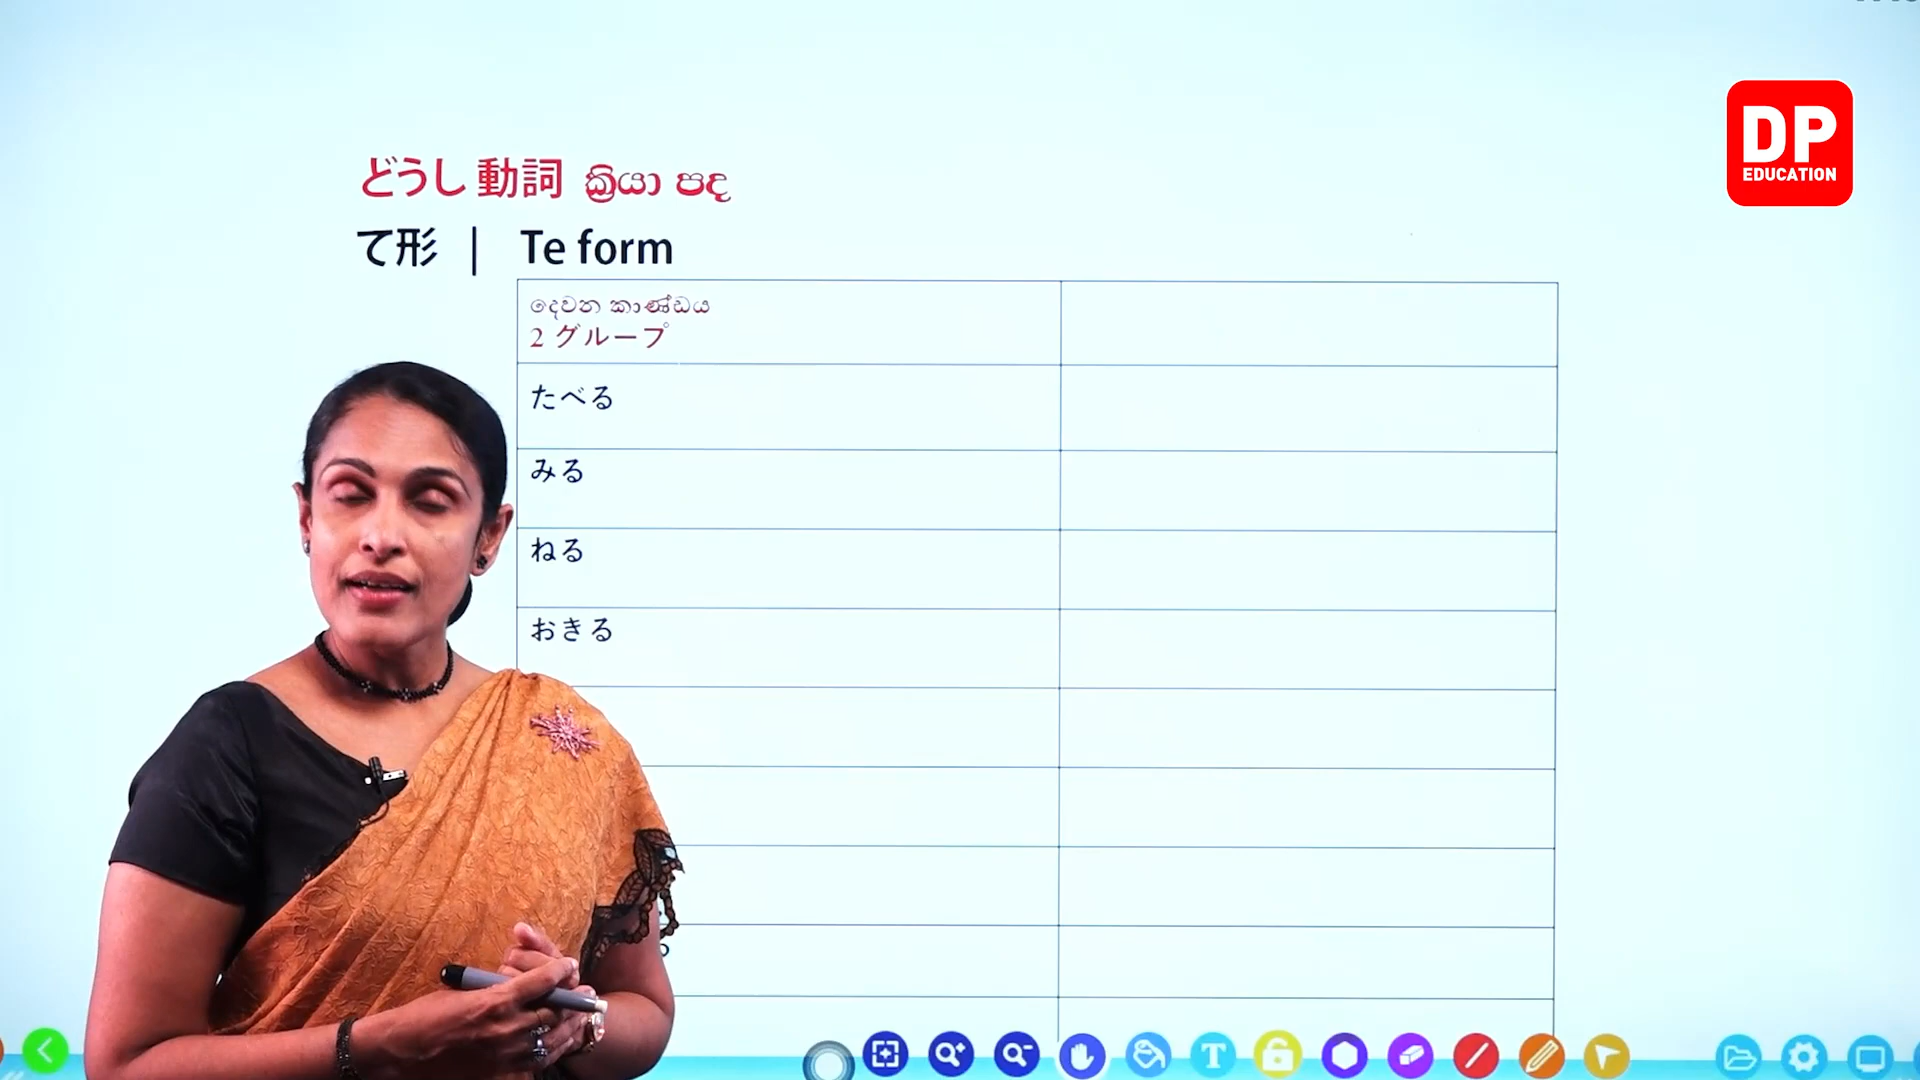 DP
EDUCATION
どうし 動詞 ක්‍රියා පද
て形 | Te form
දෙවන කාණ්ඩය
2 グループ
たべる
みる
ねる
おきる